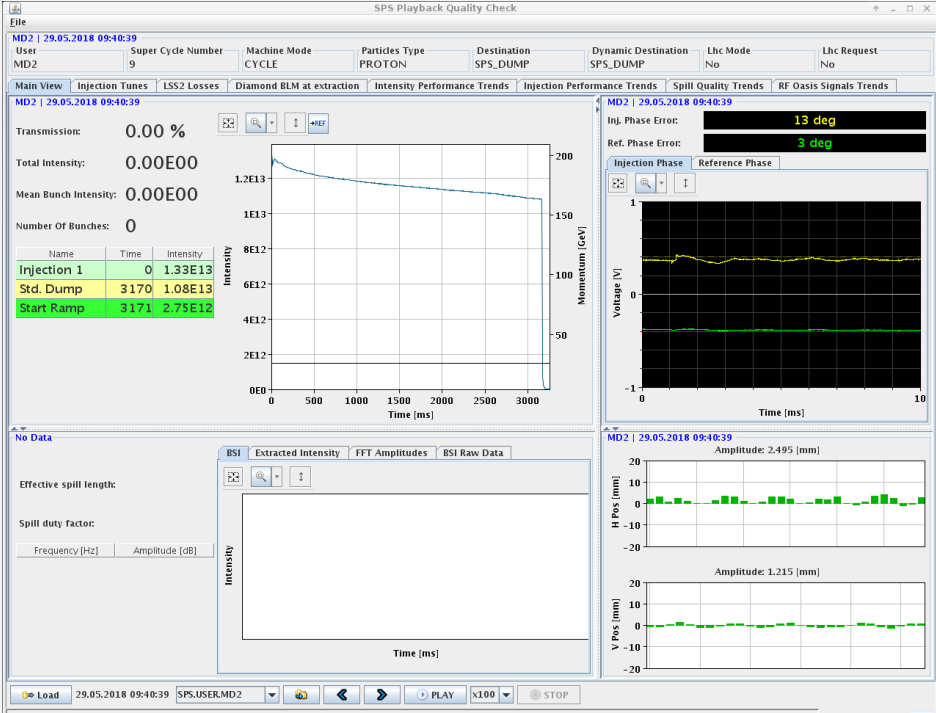 SPS Playback Quality Check
File
MD2 | 29.05.2018 09:40:39
User Super Cycle Number Machine Mode Particles Type Destination Dynamic Destination Lhc Mode Lhc Request
MD2 9 CYCLE PROTON SPS_DUMP SPS_DUMP No No
Main View Injection Tunes LSS2 Losses Diamond BLM at extraction Intensity Performance Trends Injection Performance Trends Spill Quality Trends RF Oasis Signals Trends
MD2 | 29.05.2018 09:40:39
Transmission: 0.00 %
Total Intensity: 0.00E00
Mean Bunch Intensity: 0.00E00
Number Of Bunches: 0
Name Time Intensity
Injection 1 0 1.33E13
Std. Dump 3170 1.08E13
Start Ramp 3171 2.75E12
REF
Intensity
1.2E13
1E13
8E12
6E12
4E12
2E12
0E0
200
150
100
50
Momentum [GeV]
0 500 1000 1500 2000 2500 3000
Time [ms]
MD2 | 29.05.2018 09:40:39
Inj. Phase Error: 13 deg
Ref. Phase Error: 3 deg
Injection Phase Reference Phase
Voltage [V]
1
0
-1
0 10
Time [ms]
No Data
Effective spill length:
Spill duty factor:
Frequency [Hz] Amplitude [dB]
BSI Extracted Intensity FFT Amplitudes BSI Raw Data
Intensity
Time [ms]
MD2 | 29.05.2018 09:40:39
Amplitude: 2.495 [mm]
H Pos [mm]
20
10
0
-10
-20
Amplitude: 1.215 [mm]
V Pos [mm]
20
10
0
-10
-20
Load 29.05.2018 09:40:39 SPS.USER.MD2 PLAY x100 STOP